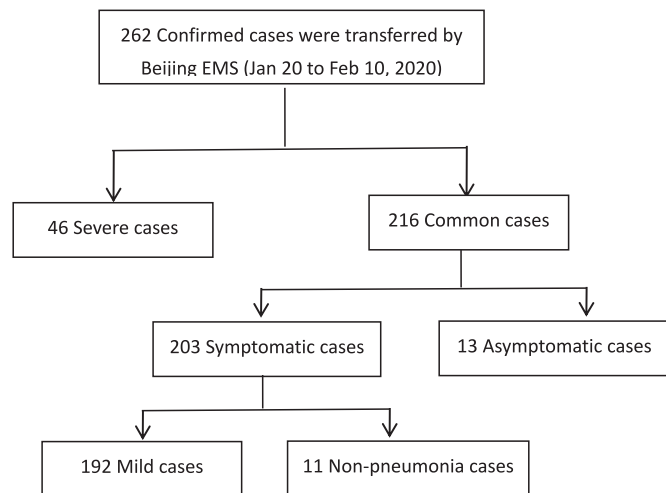 262 Confirmed cases were transferred by
Beijing EMS (Jan 20 to Feb 10, 2020)
46 Severe cases
216 Common cases
203 Symptomatic cases
13 Asymptomatic cases
192 Mild cases
11 Non-pneumonia cases